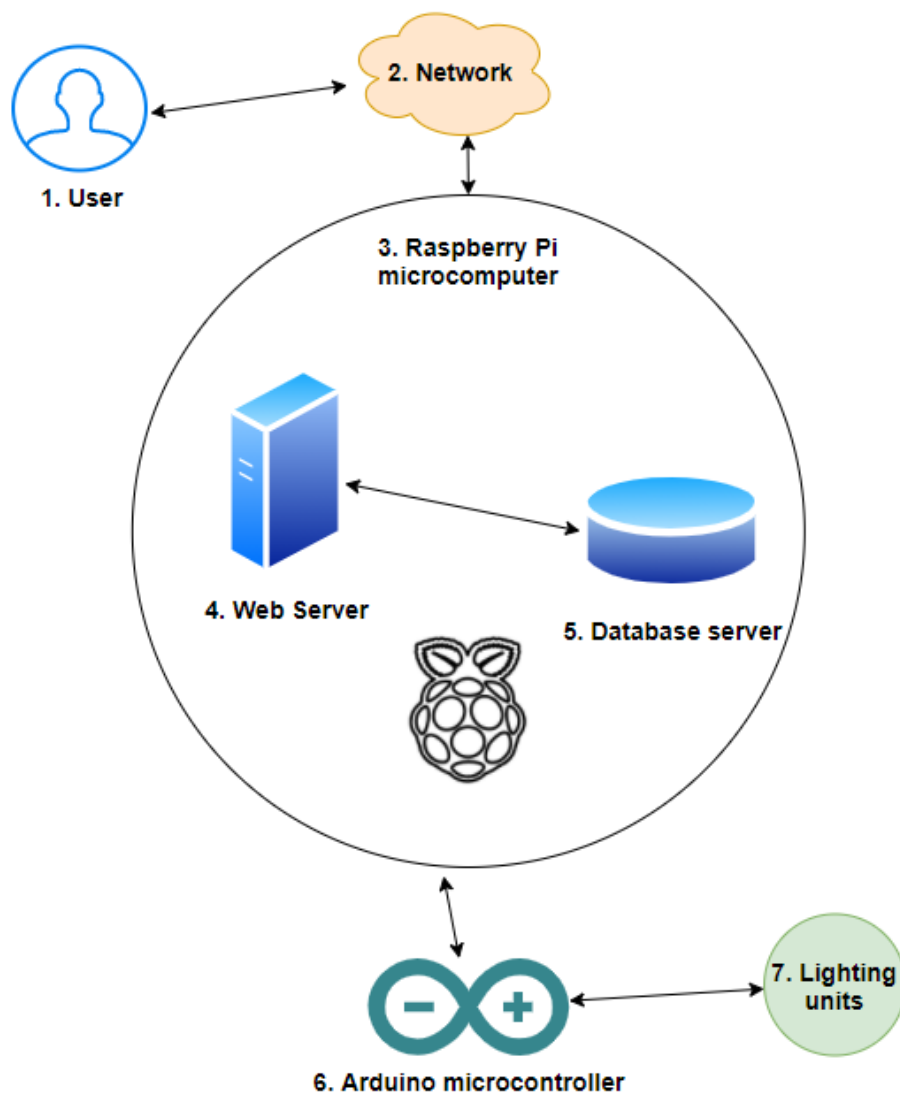 2. Network
1. User
3. Raspberry Pi
microcomputer
4. Web Server
5. Database server
7. Lighting
units
6. Arduino microcontroller